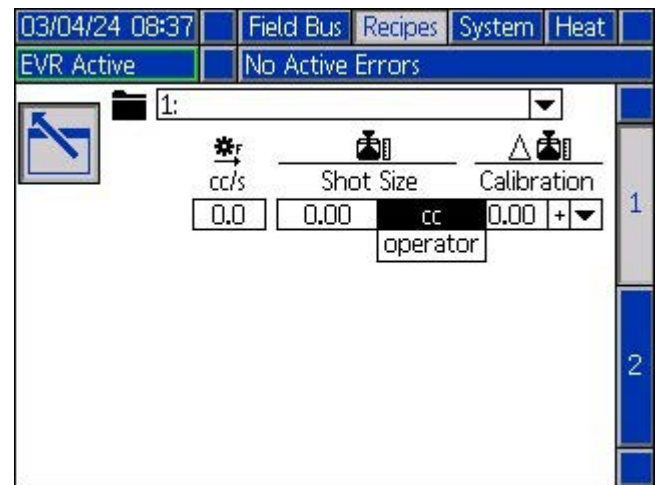 03/04/24 08:37 Field Bus Recipes System Heat
EVR Active No Active Errors
1:
F
cc/s Shot Size Calibration
0.0 0.00 cc 0.00 +
operator
1
2